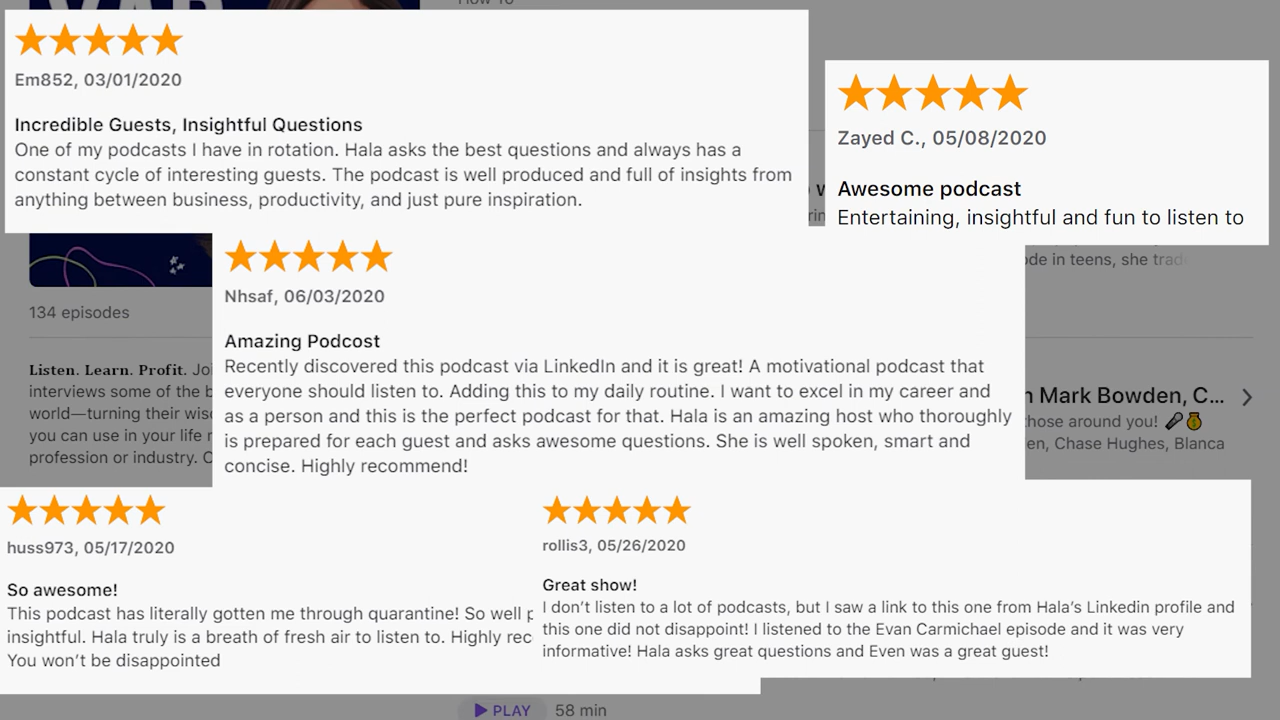 How To
Em852, 03/01/2020
Incredible Guests, Insightful Questions
One of my podcasts I have in rotation. Hala asks the best questions and always has a
constant cycle of interesting guests. The podcast is well produced and full of insights from
anything between business, productivity, and just pure inspiration.
Zayed C., 05/08/2020
Awesome podcast
Entertaining, insightful and fun to listen to
in teens, she
134 episodes
Nhsaf, 06/03/2020
Amazing Podcost
Recently discovered this podcast via LinkedIn and it is great! A motivational podcast that
everyone should listen to. Adding this to my daily routine. I want to excel in my career and
as a person and this is the perfect podcast for that. Hala is an amazing host who thoroughly
is prepared for each guest and asks awesome questions. She is well spoken, smart and
concise. Highly recommend!
Listen. Learn. Profit.
interviews some of the
world—turning their
you can use in your life
profession or industry.
Mark Bowden, C...
those around you! 🎤💰
Chase Hughes, Blanca
huss973, 05/17/2020
So awesome!
This podcast has literally gotten me through quarantine! So well
insightful. Hala truly is a breath of fresh air to listen to. Highly
You won't be disappointed
rollis3, 05/26/2020
Great show!
I don't listen to a lot of podcasts, but I saw a link to this one from Hala's Linkedin profile and
this one did not disappoint! I listened to the Evan Carmichael episode and it was very
informative! Hala asks great questions and Even was a great guest!
PLAY 58 min